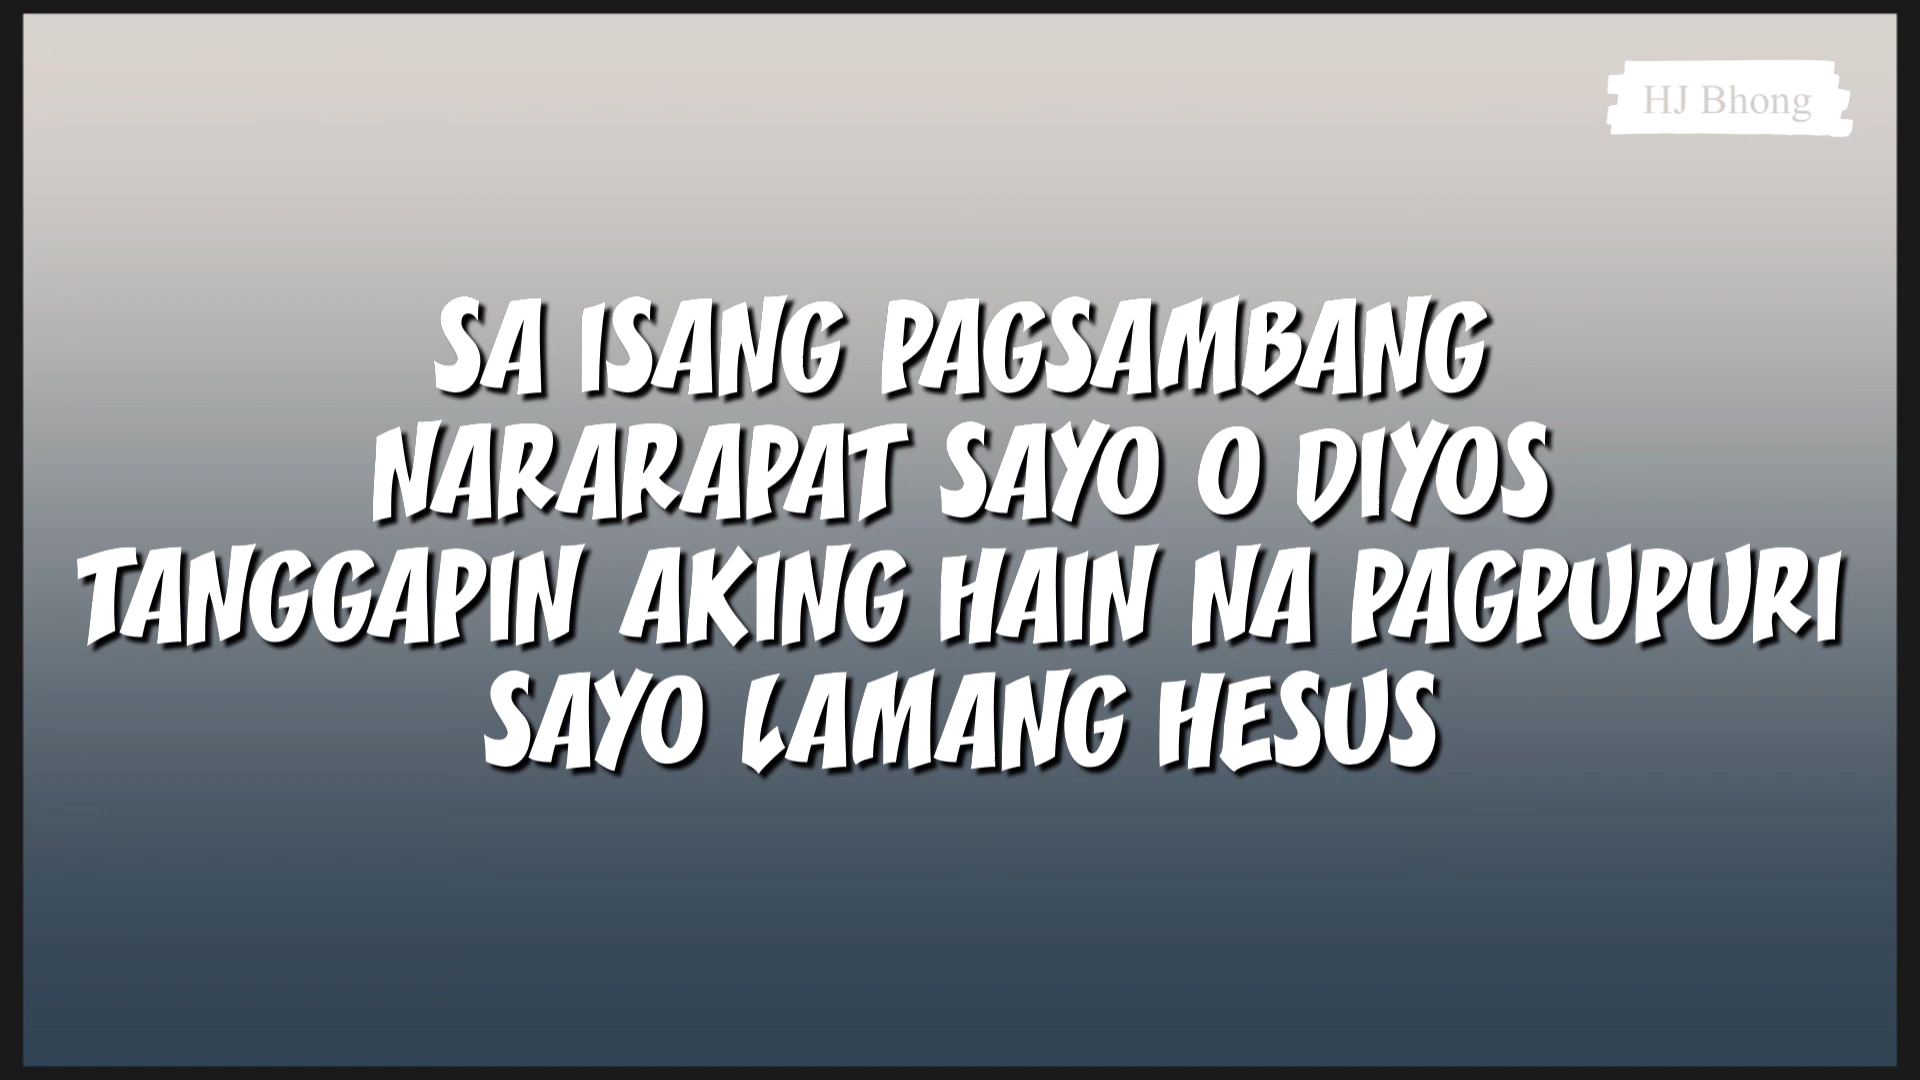 HJ Bhong
SA ISANG PAGSAMBANG
NARARAPAT SAYO O DIYOS
TANGGAPIN AKING HAIN NA PAGPUPURI
SAYO LAMANG HESUS